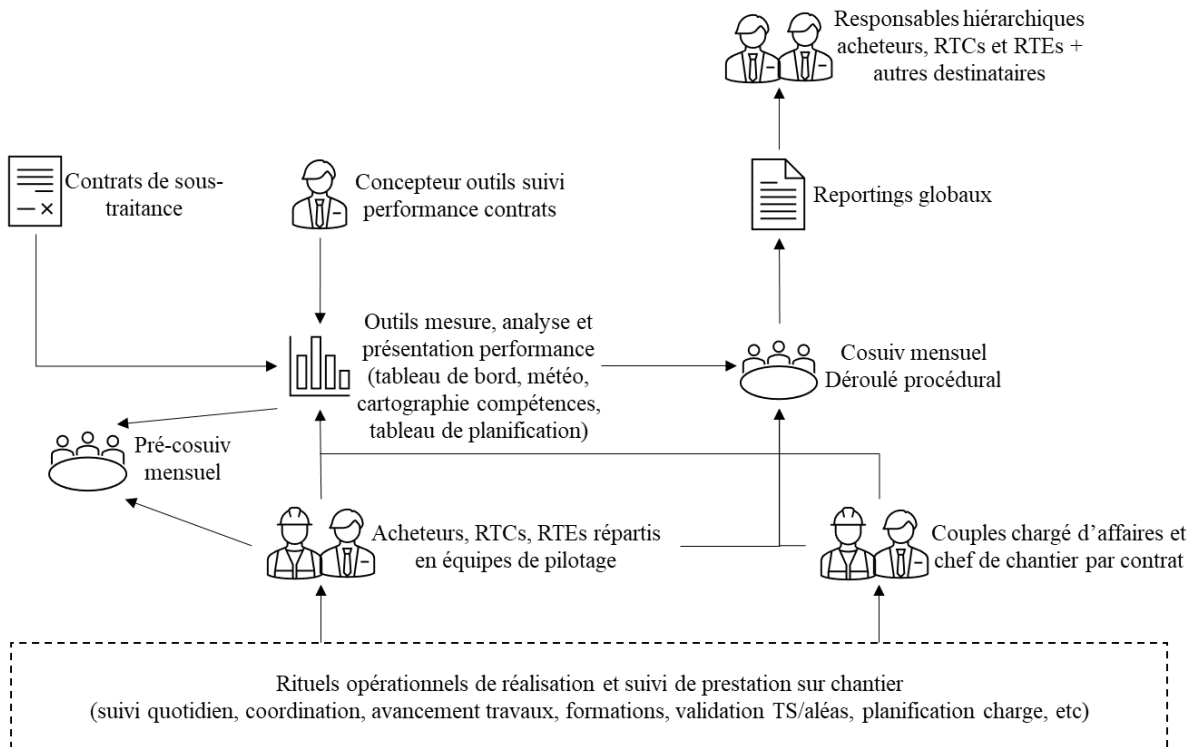 Responsables hiérarchiques
acheteurs, RTCs et RTEs +
autres destinataires
Contrats de sous-
traitance
Concepteur outils suivi
performance contrats
Reportings globaux
Outils mesure, analyse et
présentation performance
(tableau de bord, météo,
cartographie compétences,
tableau de planification)
Cosuiv mensuel
Déroulé procédural
Pré-cosuiv
mensuel
Acheteurs, RTCs, RTEs répartis
en équipes de pilotage
Couples chargé d’affaires et
chef de chantier par contrat
Rituels opérationnels de réalisation et suivi de prestation sur chantier
(suivi quotidien, coordination, avancement travaux, formations, validation TS/aléas, planification charge, etc)